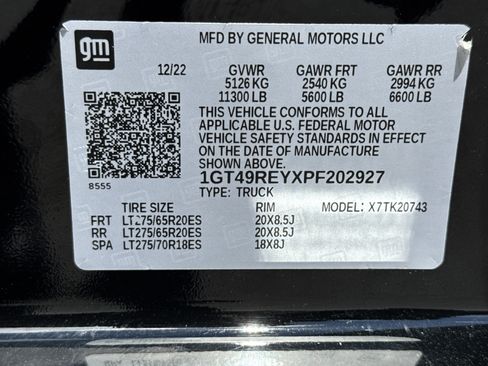 gm
MFD BY GENERAL MOTORS LLC
12/22 GVWR GAWR FRT GAWR RR
5126 KG 2540 KG 2994 KG
11300 LB 5600 LB 6600 LB
THIS VEHICLE CONFORMS TO ALL
APPLICABLE U.S. FEDERAL MOTOR
VEHICLE SAFETY STANDARDS IN EFFECT
ON THE DATE OF MANUFACTURE
SHOWN ABOVE.
8555
1GT49REYXPF202927
TYPE: TRUCK
TIRE SIZE RIM MODEL: X7TK20743
FRT LT275/65R20ES 20X8.5J
RR LT275/65R20ES 20X8.5J
SPA LT275/70R18ES 18X8J